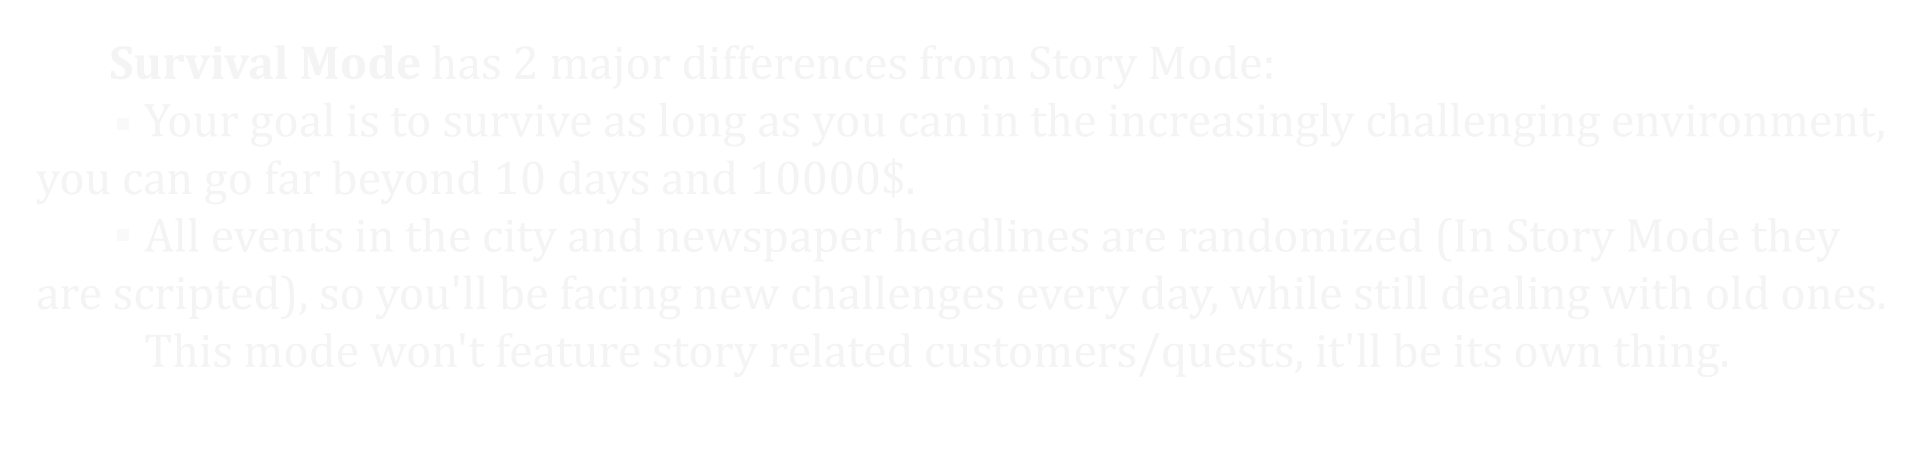 Survival Mode has 2 major differences from Story Mode:
▪ Your goal is to survive as long as you can in the increasingly challenging environment,
you can go far beyond 10 days and 10000$.
▪ All events in the city and newspaper headlines are randomized (In Story Mode they
are scripted), so you'll be facing new challenges every day, while still dealing with old ones.
This mode won't feature story related customers/quests, it'll be its own thing.